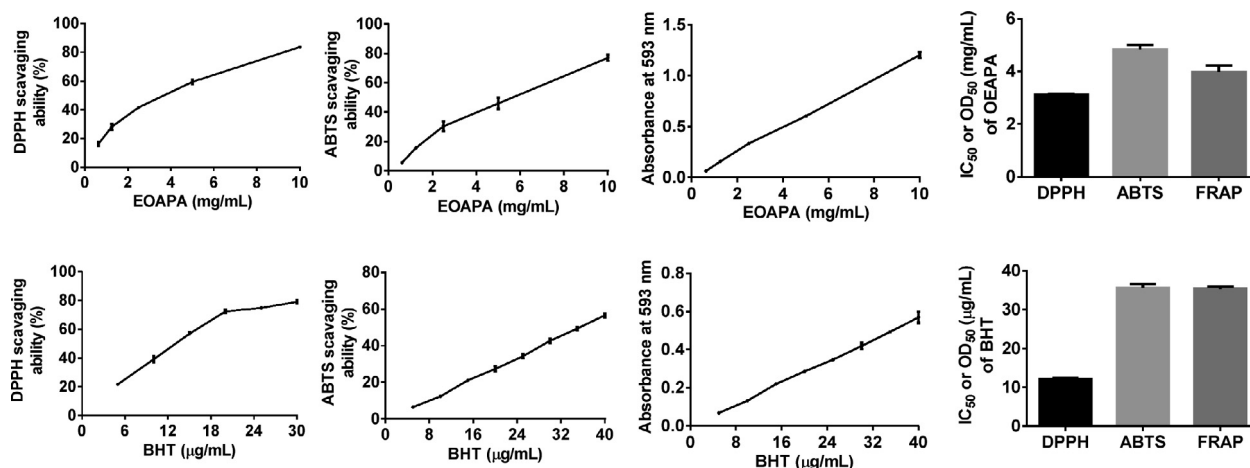 DPPH scavaging
ability (%)
100
80
60
40
20
0
0 2 4 6 8 10
EOAPA (mg/mL)
ABTS scavaging
ability (%)
100
80
60
40
20
0
0 2 4 6 8 10
EOAPA (mg/mL)
Absorbance at 593 nm
1.5
1.0
0.5
0.0
0 2 4 6 8 10
EOAPA (mg/mL)
IC50 or OD50 (mg/mL)
of OEAPA
6
4
2
0
DPPH ABTS FRAP
DPPH scavaging
ability (%)
100
80
60
40
20
0
0 6 12 18 24 30
BHT (μg/mL)
ABTS scavaging
ability (%)
80
60
40
20
0
0 8 16 24 32 40
BHT (μg/mL)
Absorbance at 593 nm
0.8
0.6
0.4
0.2
0.0
0 8 16 24 32 40
BHT (μg/mL)
IC50 or OD50 (μg/mL)
of BHT
40
30
20
10
0
DPPH ABTS FRAP